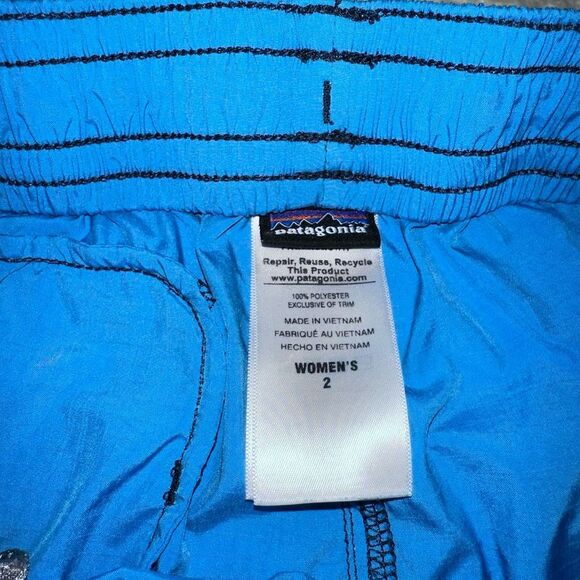 patagonia
Repair, Reuse, Recycle
This Product
www.patagonia.com
100% POLYESTER
EXCLUSIVE OF TRIM
MADE IN VIETNAM
FABRIQUÉ AU VIETNAM
HECHO EN VIETNAM
WOMEN'S
2